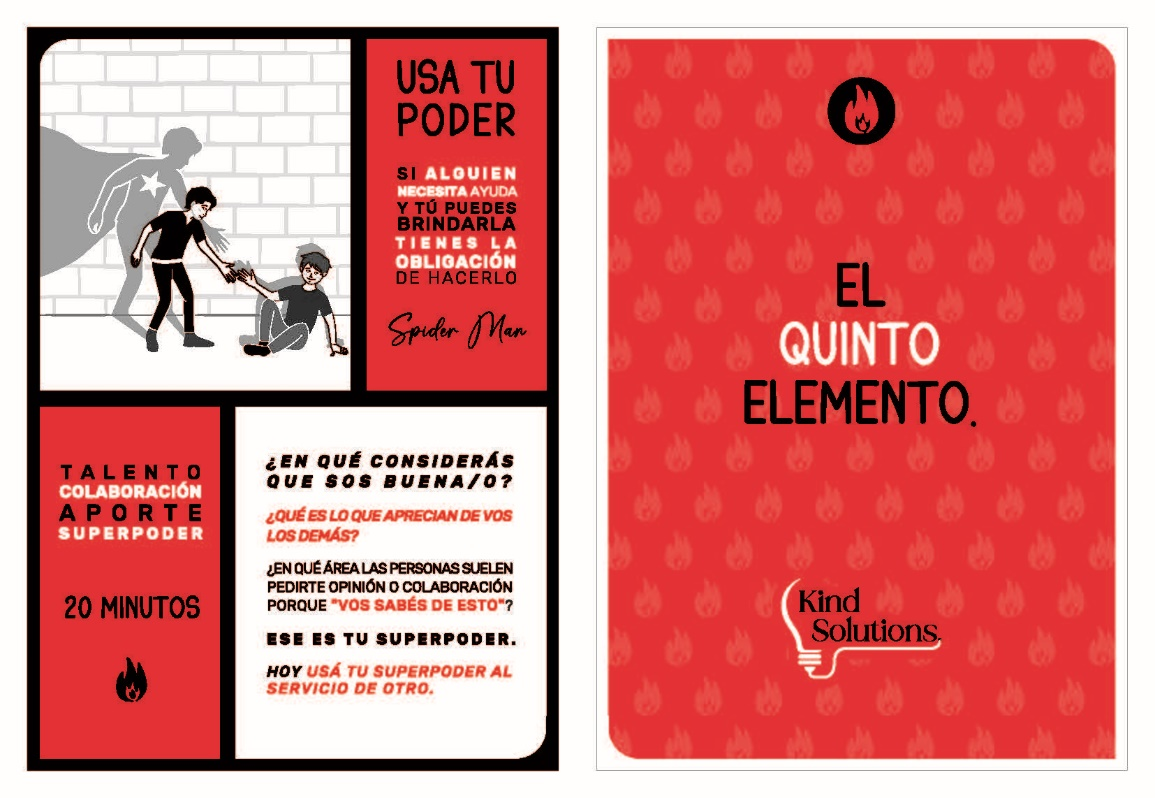 USA TU
PODER
SI ALGUIEN
NECESITA AYUDA
Y TÚ PUEDES
BRINDARLA
TIENES LA
OBLIGACIÓN
DE HACERLO
Spider Man
TALENTO
COLABORACIÓN
APORTE
SUPERPODER
20 MINUTOS
¿EN QUÉ CONSIDERÁS
QUE SOS BUENA/O?
¿QUÉ ES LO QUE APRECIAN DE VOS
LOS DEMÁS?
¿EN QUÉ ÁREA LAS PERSONAS SUELEN
PEDIRTE OPINIÓN O COLABORACIÓN
PORQUE "VOS SABÉS DE ESTO"?
ESE ES TU SUPERPODER.
HOY USÁ TU SUPERPODER AL
SERVICIO DE OTRO.
EL
QUINTO
ELEMENTO.
Kind
Solutions.